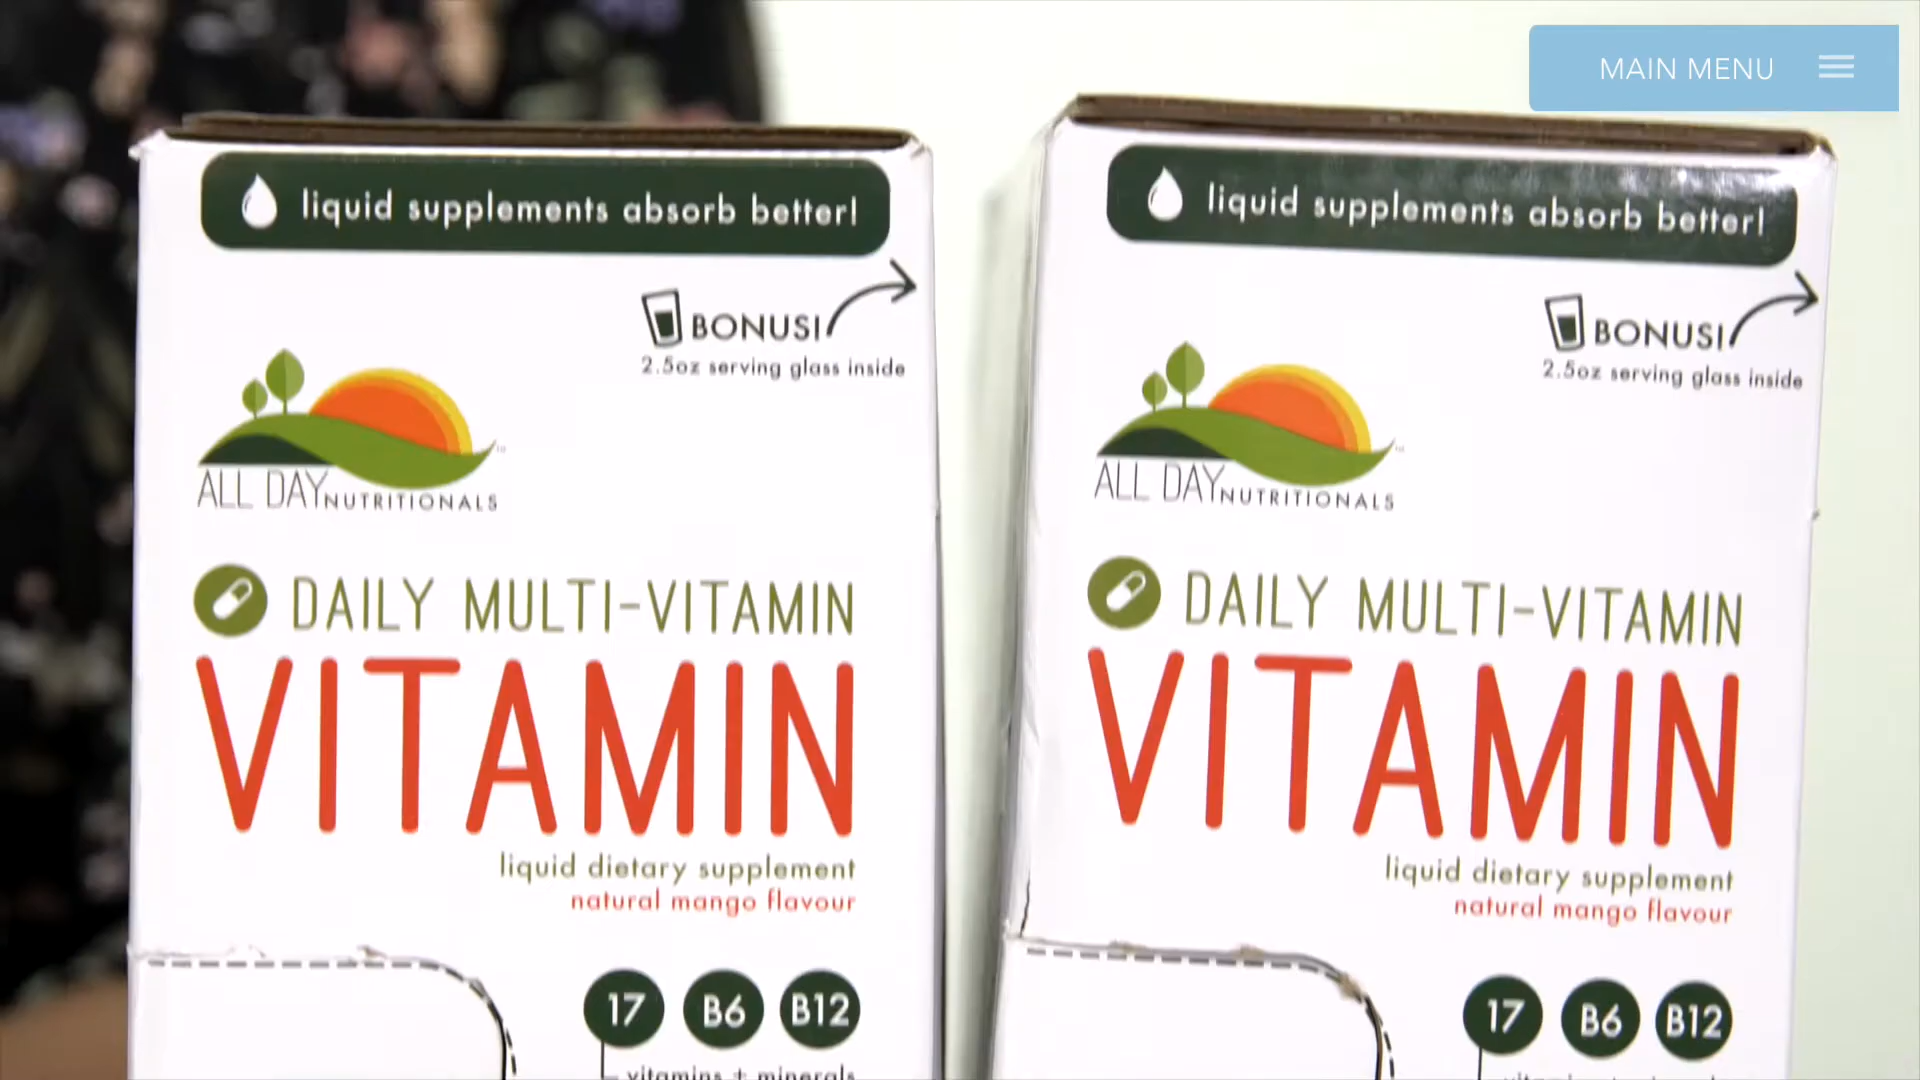 MAIN MENU
liquid supplements absorb better!
BONUS!
2.5oz serving glass inside
ALL DAY NUTRITIONALS
DAILY MULTI-VITAMIN
VITAMIN
liquid dietary supplement
natural mango flavour
17 B6 B12
vitamins + minerals
liquid supplements absorb better!
BONUS!
2.5oz serving glass inside
ALL DAY NUTRITIONALS
DAILY MULTI-VITAMIN
VITAMIN
liquid dietary supplement
natural mango flavour
17 B6 B12